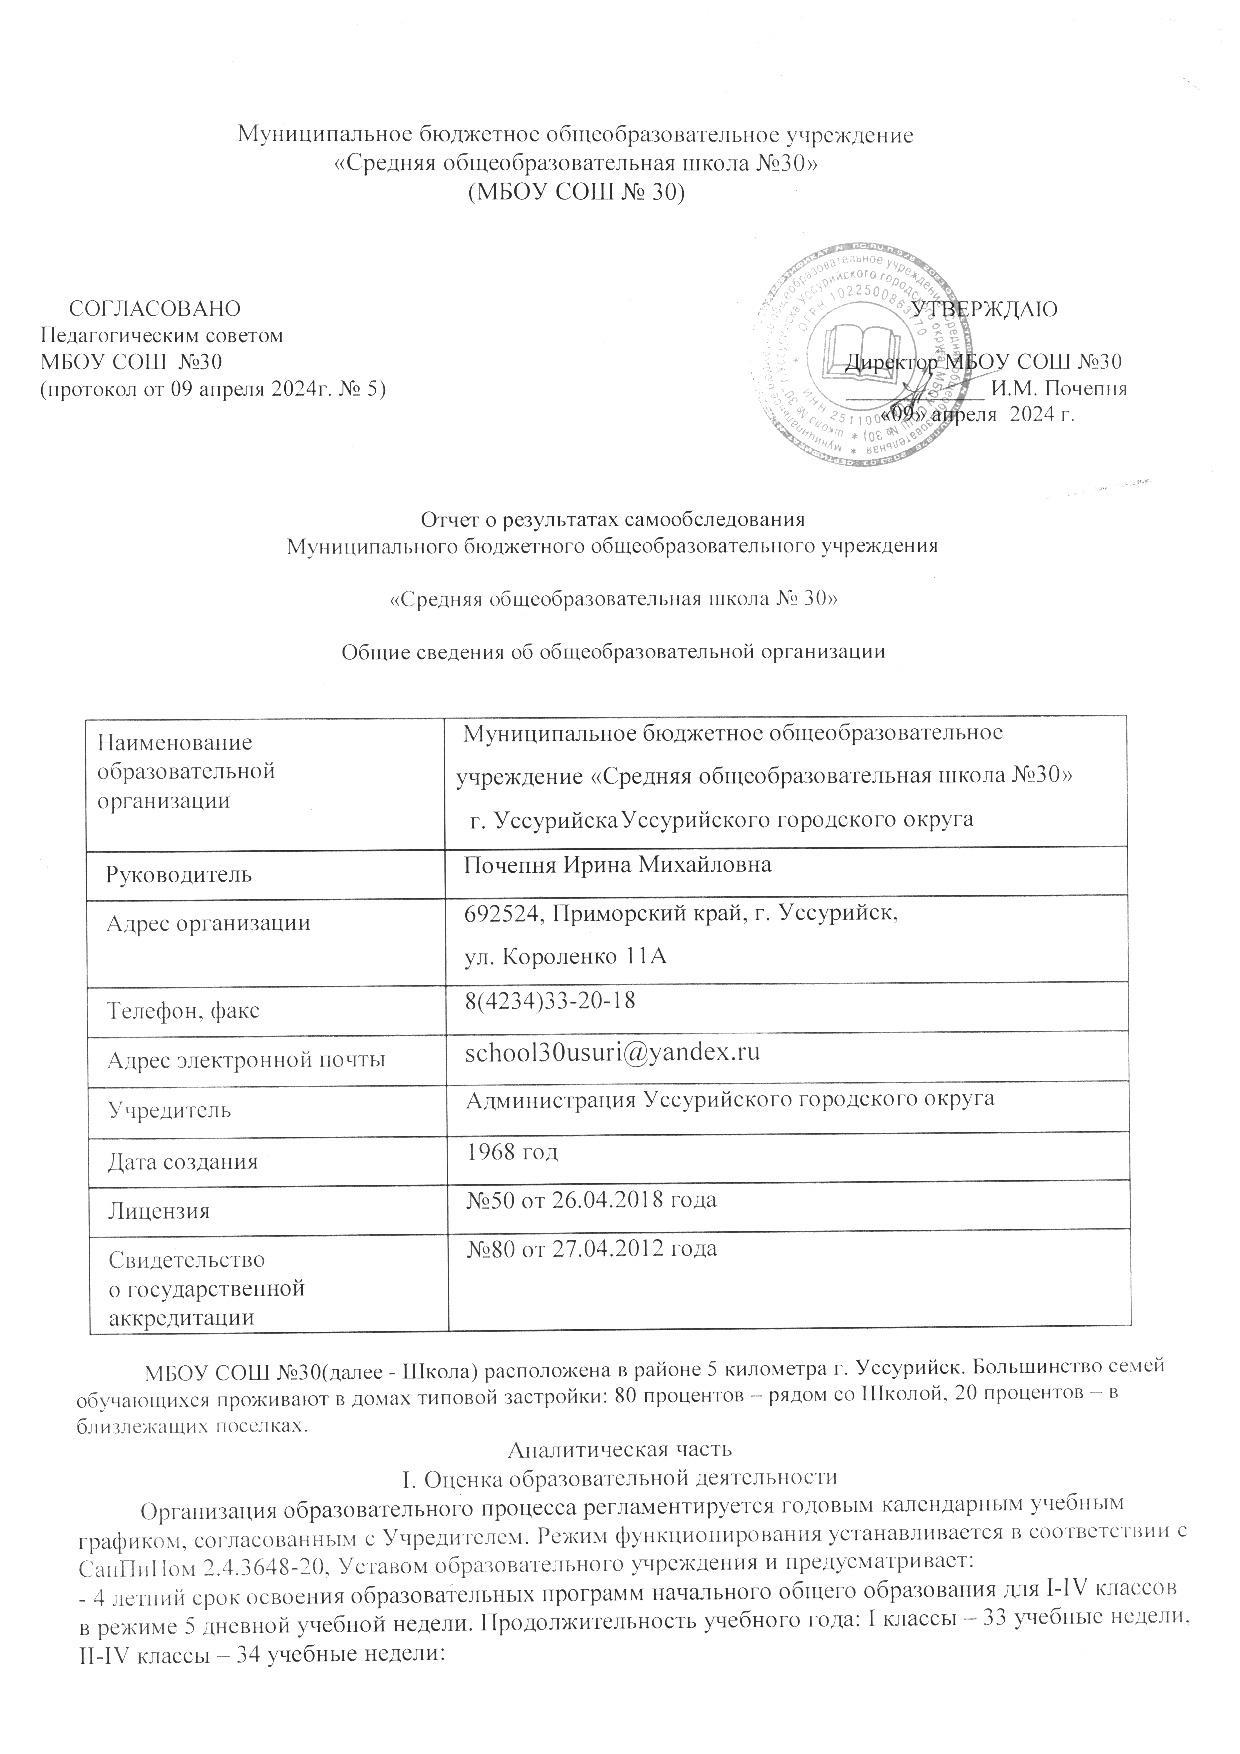 Муниципальное бюджетное общеобразовательное учреждение
«Средняя общеобразовательная школа №30»
(МБОУ СОШ № 30)
СОГЛАСОВАНО
Педагогическим советом
МБОУ СОШ №30
(протокол от 09 апреля 2024г. № 5)
УТВЕРЖДАЮ
Директор МБОУ СОШ №30
____________ И.М. Почепня
«09» апреля 2024 г.
ОГРН 1022500863170
Отчет о результатах самообследования
Муниципального бюджетного общеобразовательного учреждения
«Средняя общеобразовательная школа № 30»
Общие сведения об общеобразовательной организации
Наименование
образовательной
организации
Муниципальное бюджетное общеобразовательное
учреждение «Средняя общеобразовательная школа №30»
г. УссурийскаУссурийского городского округа
Руководитель
Почепня Ирина Михайловна
Адрес организации
692524, Приморский край, г. Уссурийск,
ул. Короленко 11А
Телефон, факс
8(4234)33-20-18
Адрес электронной почты
school30usuri@yandex.ru
Учредитель
Администрация Уссурийского городского округа
Дата создания
1968 год
Лицензия
№50 от 26.04.2018 года
Свидетельство
о государственной
аккредитации
№80 от 27.04.2012 года
МБОУ СОШ №30(далее - Школа) расположена в районе 5 километра г. Уссурийск. Большинство семей
обучающихся проживают в домах типовой застройки: 80 процентов – рядом со Школой, 20 процентов – в
близлежащих поселках.
Аналитическая часть
I. Оценка образовательной деятельности
Организация образовательного процесса регламентируется годовым календарным учебным
графиком, согласованным с Учредителем. Режим функционирования устанавливается в соответствии с
СанПиНом 2.4.3648-20, Уставом образовательного учреждения и предусматривает:
- 4 летний срок освоения образовательных программ начального общего образования для I-IV классов
в режиме 5 дневной учебной недели. Продолжительность учебного года: I классы – 33 учебные недели,
II-IV классы – 34 учебные недели: